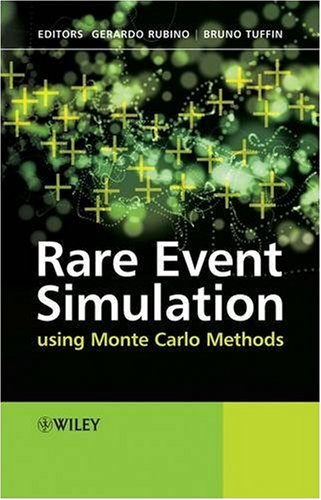 EDITORS GERARDO RUBINO | BRUNO TUFFIN
Rare Event
Simulation
using Monte Carlo Methods
WILEY